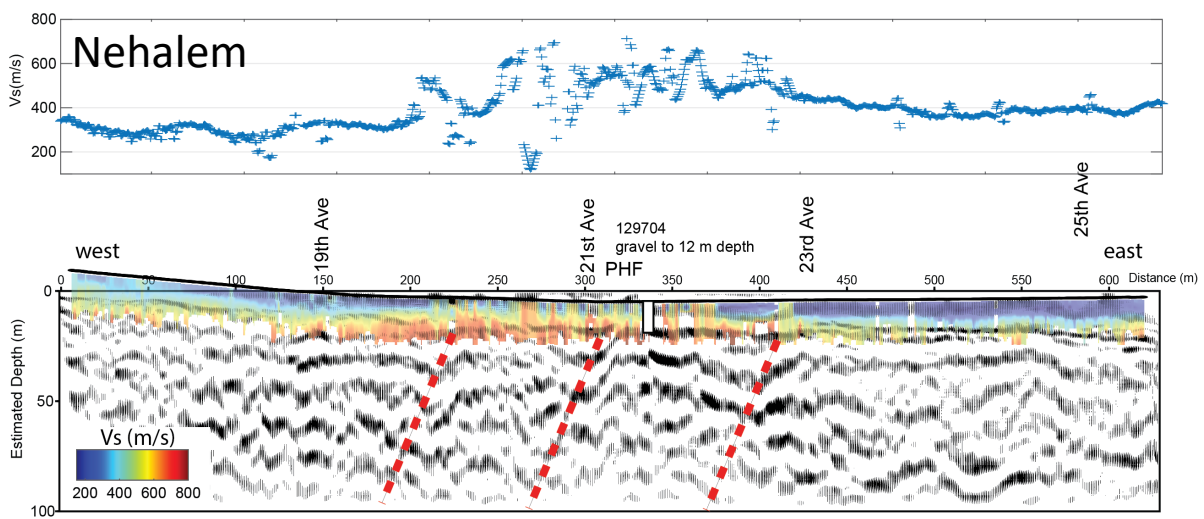 800
600
400
200
Vs(m/s)
Nehalem
19th Ave
21st Ave
23rd Ave
25th Ave
129704
gravel to 12 m depth
PHF
west
east
0 50 100 150 200 250 300 350 400 450 500 550 600 Distance (m)
0
50
100
Estimated Depth (m)
Vs (m/s)
200 400 600 800